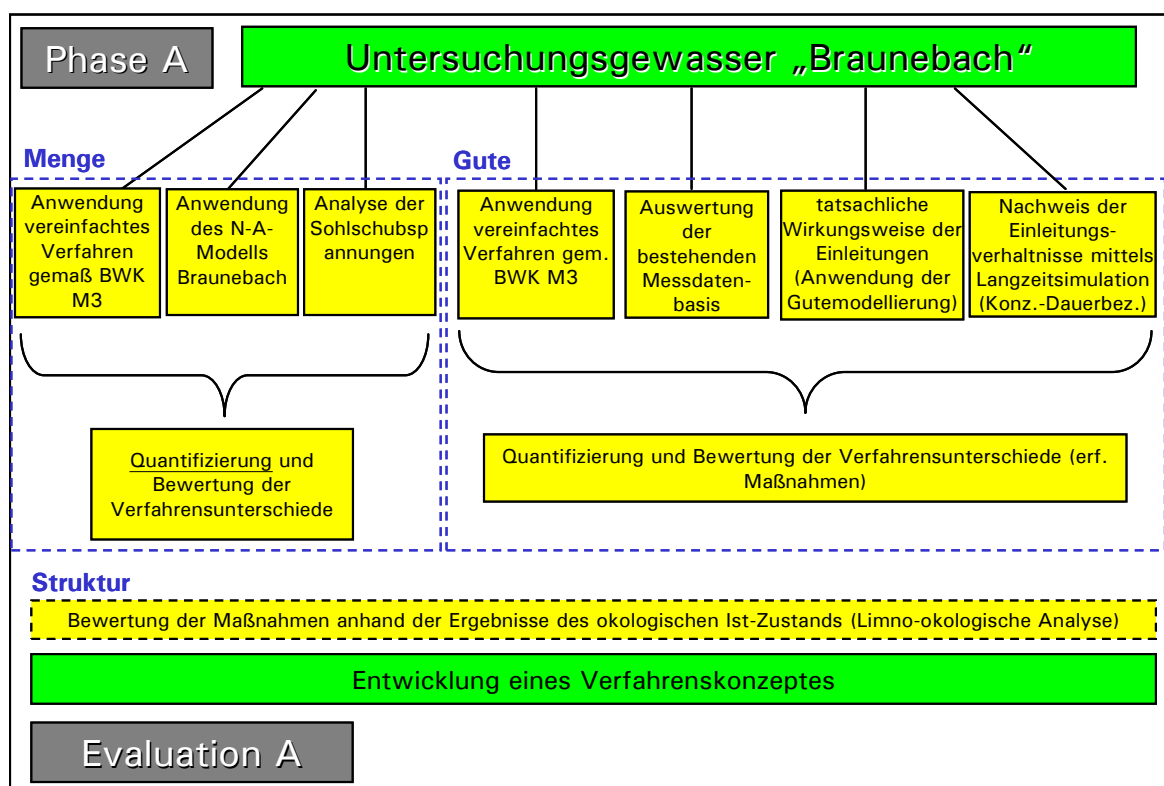 Phase A
Untersuchungsgewasser „Braunebach“
Menge
Anwendung
vereinfachtes
Verfahren
gemaß BWK
M3
Anwendung
des N-A-
Modells
Braunebach
Analyse der
Sohlschubsp
annungen
Quantifizierung und
Bewertung der
Verfahrensunterschiede
Gute
Anwendung
vereinfachtes
Verfahren gem.
BWK M3
Auswertung
der
bestehenden
Messdaten-
basis
tatsachliche
Wirkungsweise der
Einleitungen
(Anwendung der
Gutemodellierung)
Nachweis der
Einleitungs-
verhaltnisse mittels
Langzeitsimulation
(Konz.-Dauerbez.)
Quantifizierung und Bewertung der Verfahrensunterschiede (erf.
Maßnahmen)
Struktur
Bewertung der Maßnahmen anhand der Ergebnisse des okologischen Ist-Zustands (Limno-okologische Analyse)
Entwicklung eines Verfahrenskonzeptes
Evaluation A